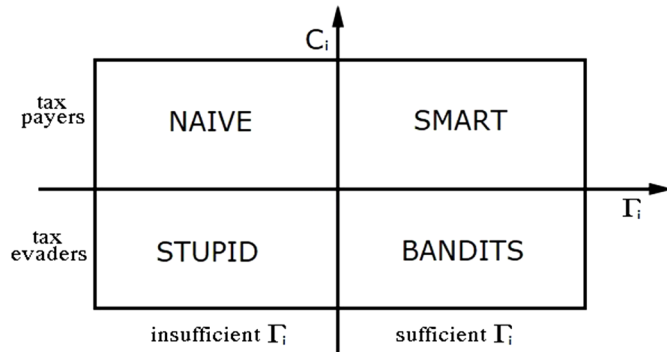 Cᵢ
tax
payers
NAIVE
SMART
Γᵢ
tax
evaders
STUPID
BANDITS
insufficient Γᵢ
sufficient Γᵢ